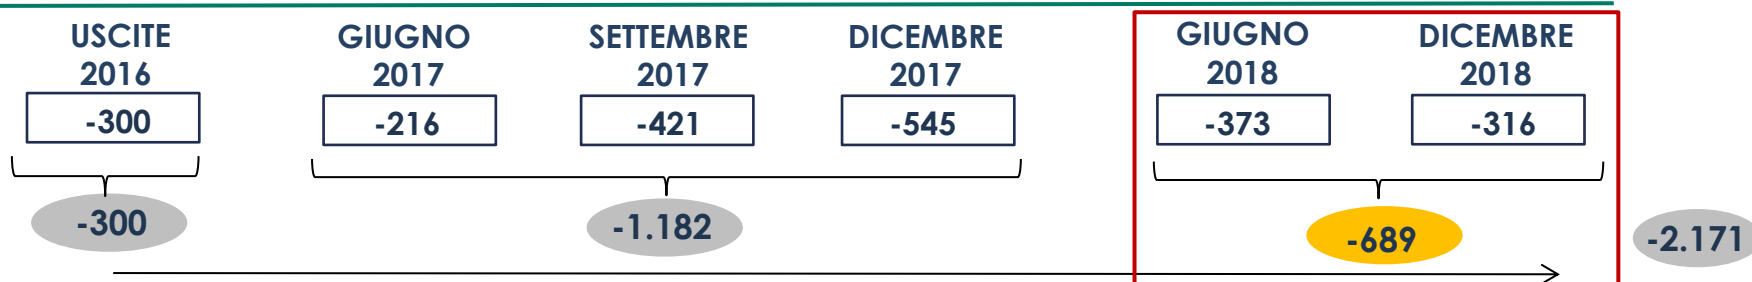 USCITE
2016
-300
-300
GIUGNO
2017
-216
SETTEMBRE
2017
-421
DICEMBRE
2017
-545
-1.182
GIUGNO
2018
-373
DICEMBRE
2018
-316
-689
-2.171